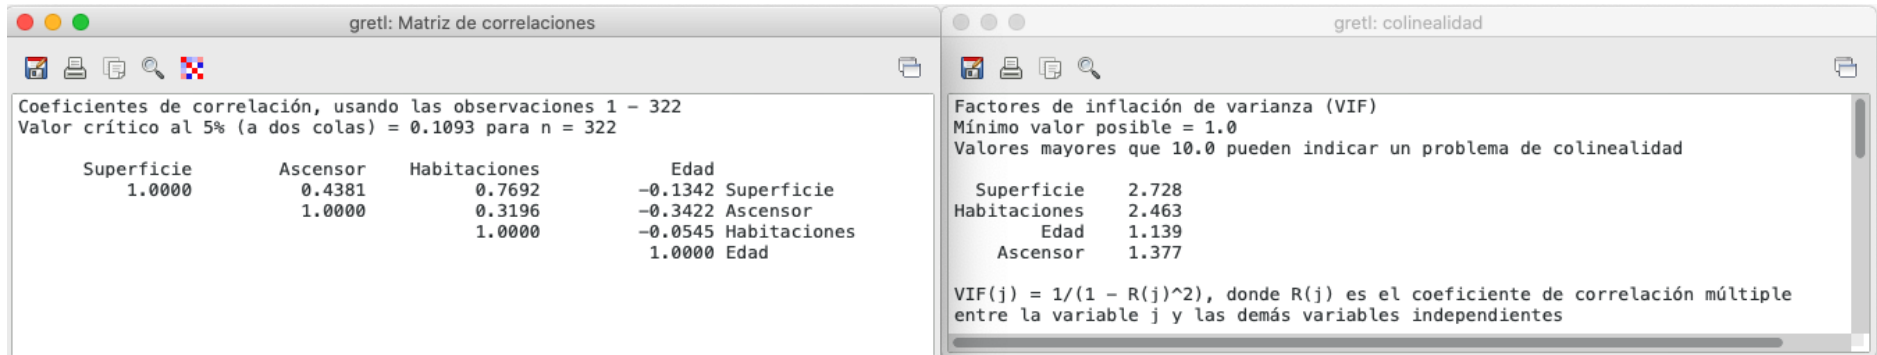 gretl: Matriz de correlaciones
Coeficientes de correlación, usando las observaciones 1 – 322
Valor crítico al 5% (a dos colas) = 0.1093 para n = 322
Superficie Ascensor Habitaciones Edad
1.0000 0.4381 0.7692 −0.1342 Superficie
1.0000 0.3196 −0.3422 Ascensor
1.0000 −0.0545 Habitaciones
1.0000 Edad
gretl: colinealidad
Factores de inflación de varianza (VIF)
Mínimo valor posible = 1.0
Valores mayores que 10.0 pueden indicar un problema de colinealidad
Superficie 2.728
Habitaciones 2.463
Edad 1.139
Ascensor 1.377
VIF(j) = 1/(1 − R(j)^2), donde R(j) es el coeficiente de correlación múltiple
entre la variable j y las demás variables independientes